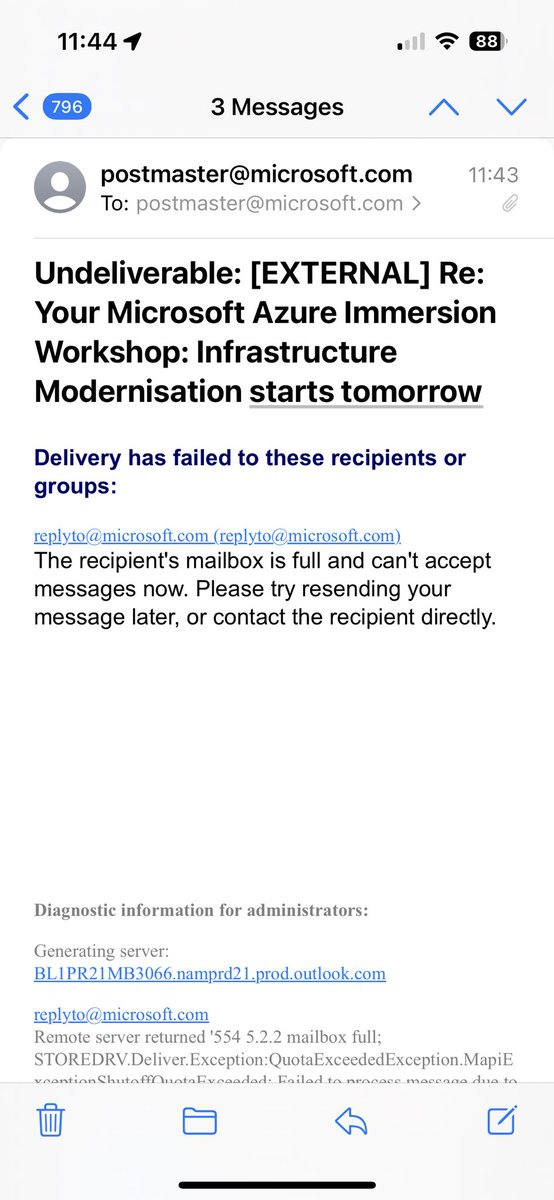 11:44
88
796
3 Messages
postmaster@microsoft.com
11:43
To: postmaster@microsoft.com
Undeliverable: [EXTERNAL] Re:
Your Microsoft Azure Immersion
Workshop: Infrastructure
Modernisation starts tomorrow
Delivery has failed to these recipients or
groups:
replyto@microsoft.com (replyto@microsoft.com)
The recipient's mailbox is full and can't accept
messages now. Please try resending your
message later, or contact the recipient directly.
Diagnostic information for administrators:
Generating server:
BL1PR21MB3066.namprd21.prod.outlook.com
replyto@microsoft.com
Remote server returned '554 5.2.2 mailbox full;
STOREDRV.Deliver.Exception:QuotaExceededException.MapiE
xceptionShutoffQuotaExceeded; Failed to process message due to